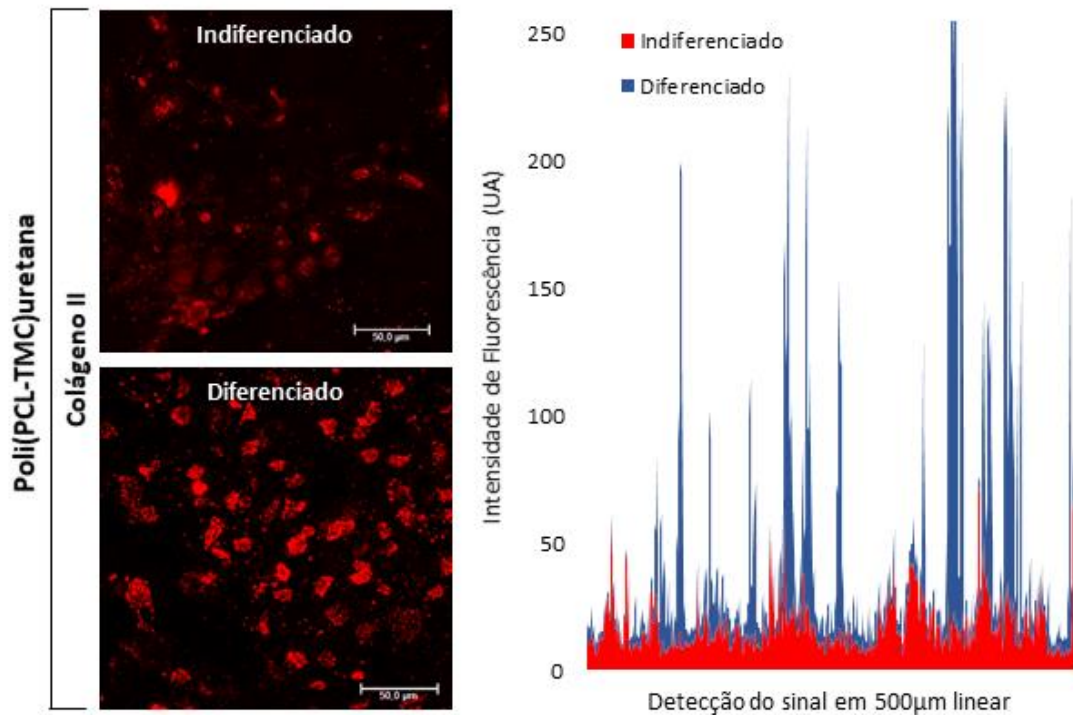 Poli(PCL-TMC)uretana
Colágeno II
Indiferenciado
50,0 µm
Diferenciado
50,0 µm
Indiferenciado
Diferenciado
Intensidade de Fluorescência (UA)
250
200
150
100
50
0
Detecção do sinal em 500µm linear